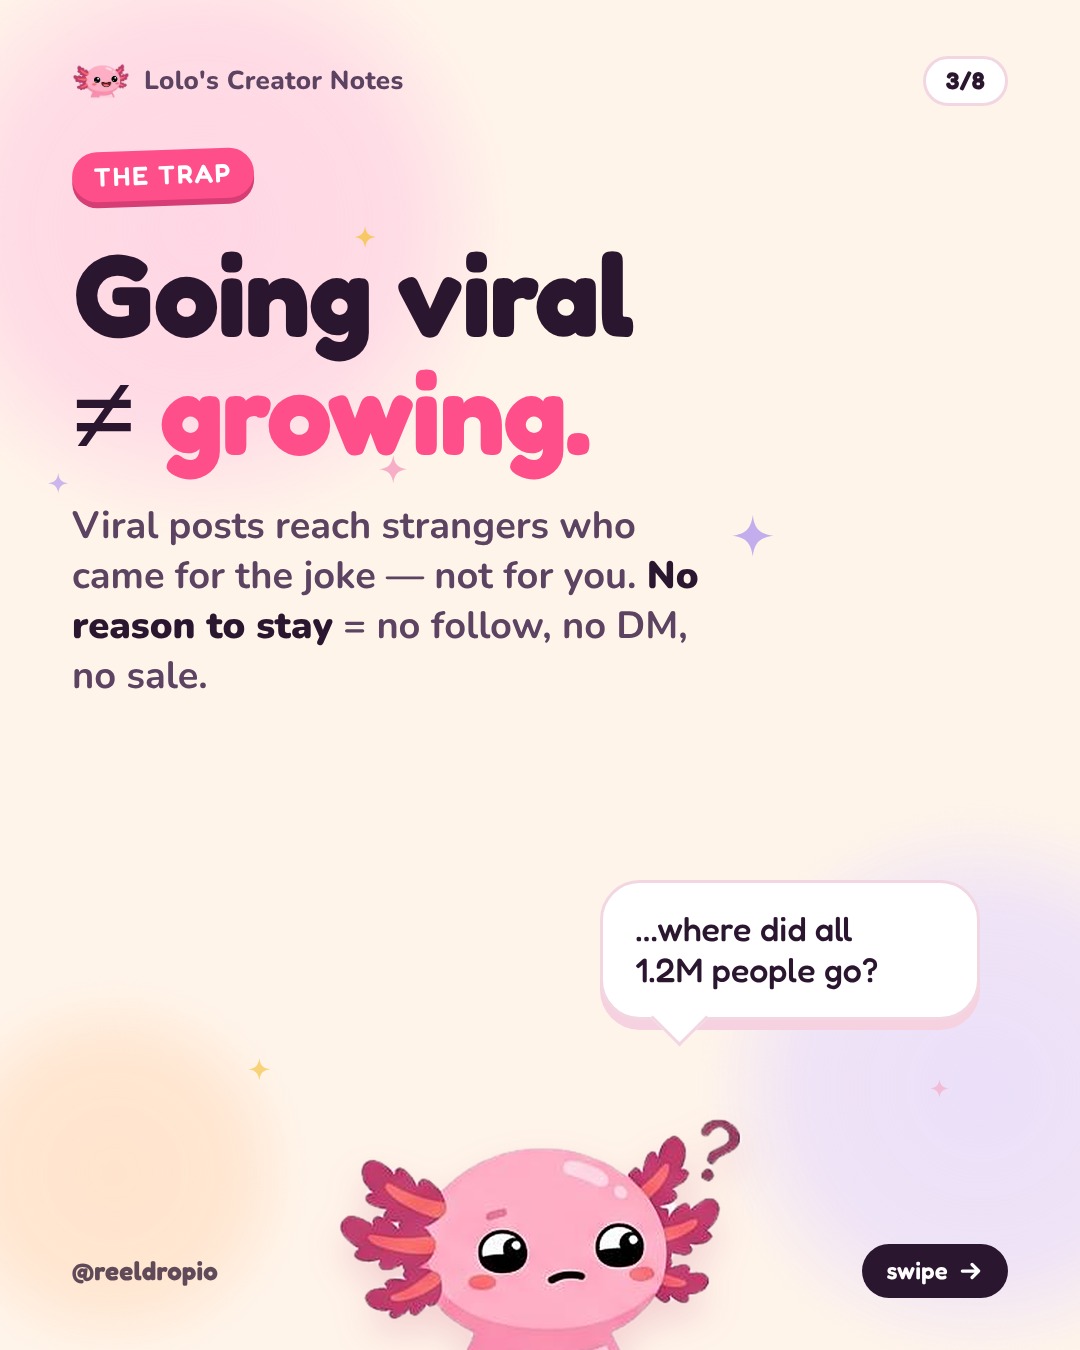 Lolo's Creator Notes
3/8
THE TRAP
Going viral
≠ growing.
Viral posts reach strangers who
came for the joke — not for you. No
reason to stay = no follow, no DM,
no sale.
...where did all
1.2M people go?
?
@reeldropio
swipe →